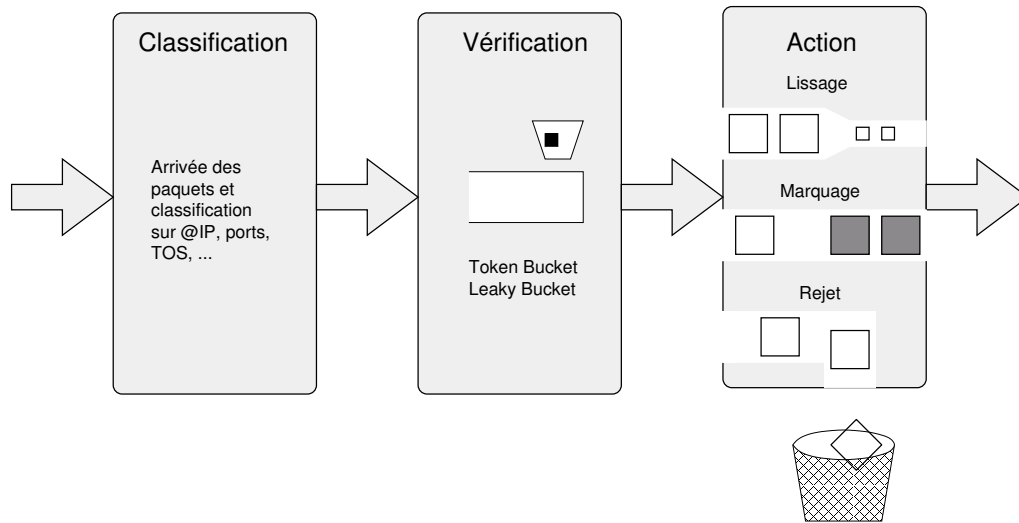 Classification
Arrivée des
paquets et
classification
sur @IP, ports,
TOS, ...
Vérification
Token Bucket
Leaky Bucket
Action
Lissage
Marquage
Rejet